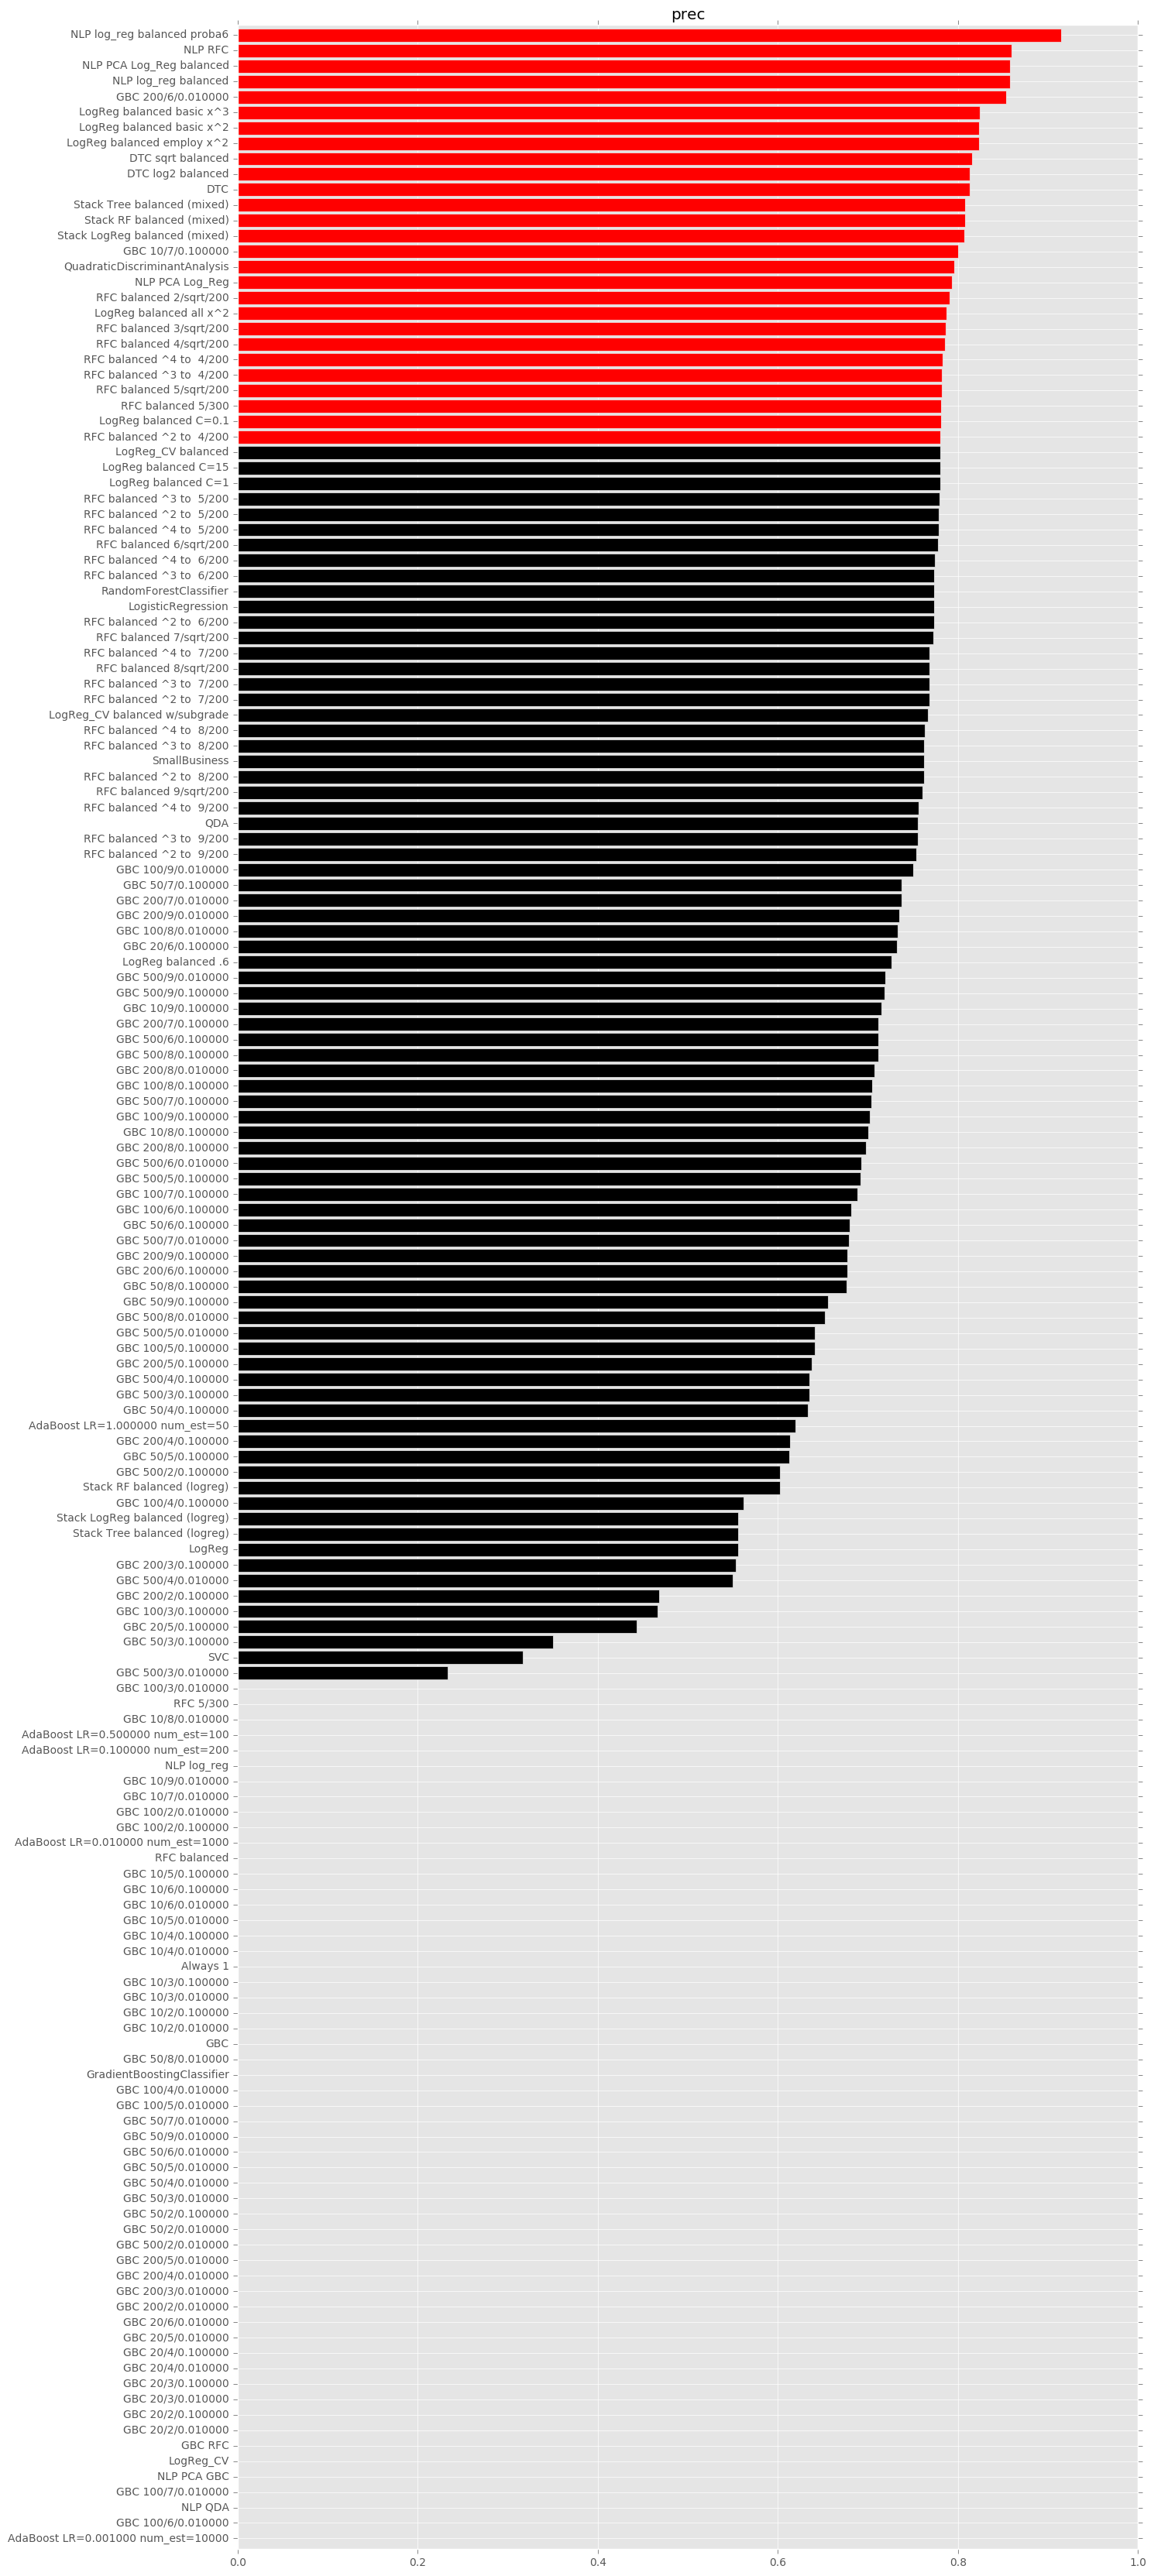 prec
NLP log_reg balanced proba6
NLP RFC
NLP PCA Log_Reg balanced
NLP log_reg balanced
GBC 200/6/0.010000
LogReg balanced basic x^3
LogReg balanced basic x^2
LogReg balanced employ x^2
DTC sqrt balanced
DTC log2 balanced
DTC
Stack Tree balanced (mixed)
Stack RF balanced (mixed)
Stack LogReg balanced (mixed)
GBC 10/7/0.100000
QuadraticDiscriminantAnalysis
NLP PCA Log_Reg
RFC balanced 2/sqrt/200
LogReg balanced all x^2
RFC balanced 3/sqrt/200
RFC balanced 4/sqrt/200
RFC balanced ^4 to  4/200
RFC balanced ^3 to  4/200
RFC balanced 5/sqrt/200
RFC balanced 5/300
LogReg balanced C=0.1
RFC balanced ^2 to  4/200
LogReg_CV balanced
LogReg balanced C=15
LogReg balanced C=1
RFC balanced ^3 to  5/200
RFC balanced ^2 to  5/200
RFC balanced ^4 to  5/200
RFC balanced 6/sqrt/200
RFC balanced ^4 to  6/200
RFC balanced ^3 to  6/200
RandomForestClassifier
LogisticRegression
RFC balanced ^2 to  6/200
RFC balanced 7/sqrt/200
RFC balanced ^4 to  7/200
RFC balanced 8/sqrt/200
RFC balanced ^3 to  7/200
RFC balanced ^2 to  7/200
LogReg_CV balanced w/subgrade
RFC balanced ^4 to  8/200
RFC balanced ^3 to  8/200
SmallBusiness
RFC balanced ^2 to  8/200
RFC balanced 9/sqrt/200
RFC balanced ^4 to  9/200
QDA
RFC balanced ^3 to  9/200
RFC balanced ^2 to  9/200
GBC 100/9/0.010000
GBC 50/7/0.100000
GBC 200/7/0.010000
GBC 200/9/0.010000
GBC 100/8/0.010000
GBC 20/6/0.100000
LogReg balanced .6
GBC 500/9/0.010000
GBC 500/9/0.100000
GBC 10/9/0.100000
GBC 200/7/0.100000
GBC 500/6/0.100000
GBC 500/8/0.100000
GBC 200/8/0.010000
GBC 100/8/0.100000
GBC 500/7/0.100000
GBC 100/9/0.100000
GBC 10/8/0.100000
GBC 200/8/0.100000
GBC 500/6/0.010000
GBC 500/5/0.100000
GBC 100/7/0.100000
GBC 100/6/0.100000
GBC 50/6/0.100000
GBC 500/7/0.010000
GBC 200/9/0.100000
GBC 200/6/0.100000
GBC 50/8/0.100000
GBC 50/9/0.100000
GBC 500/8/0.010000
GBC 500/5/0.010000
GBC 100/5/0.100000
GBC 200/5/0.100000
GBC 500/4/0.100000
GBC 500/3/0.100000
GBC 50/4/0.100000
AdaBoost LR=1.000000 num_est=50
GBC 200/4/0.100000
GBC 50/5/0.100000
GBC 500/2/0.100000
Stack RF balanced (logreg)
GBC 100/4/0.100000
Stack LogReg balanced (logreg)
Stack Tree balanced (logreg)
LogReg
GBC 200/3/0.100000
GBC 500/4/0.010000
GBC 200/2/0.100000
GBC 100/3/0.100000
GBC 20/5/0.100000
GBC 50/3/0.100000
SVC
GBC 500/3/0.010000
GBC 100/3/0.010000
RFC 5/300
GBC 10/8/0.010000
AdaBoost LR=0.500000 num_est=100
AdaBoost LR=0.100000 num_est=200
NLP log_reg
GBC 10/9/0.010000
GBC 10/7/0.010000
GBC 100/2/0.010000
GBC 100/2/0.100000
AdaBoost LR=0.010000 num_est=1000
RFC balanced
GBC 10/5/0.100000
GBC 10/6/0.100000
GBC 10/6/0.010000
GBC 10/5/0.010000
GBC 10/4/0.100000
GBC 10/4/0.010000
Always 1
GBC 10/3/0.100000
GBC 10/3/0.010000
GBC 10/2/0.100000
GBC 10/2/0.010000
GBC
GBC 50/8/0.010000
GradientBoostingClassifier
GBC 100/4/0.010000
GBC 100/5/0.010000
GBC 50/7/0.010000
GBC 50/9/0.010000
GBC 50/6/0.010000
GBC 50/5/0.010000
GBC 50/4/0.010000
GBC 50/3/0.010000
GBC 50/2/0.100000
GBC 50/2/0.010000
GBC 500/2/0.010000
GBC 200/5/0.010000
GBC 200/4/0.010000
GBC 200/3/0.010000
GBC 200/2/0.010000
GBC 20/6/0.010000
GBC 20/5/0.010000
GBC 20/4/0.100000
GBC 20/4/0.010000
GBC 20/3/0.100000
GBC 20/3/0.010000
GBC 20/2/0.100000
GBC 20/2/0.010000
GBC RFC
LogReg_CV
NLP PCA GBC
GBC 100/7/0.010000
NLP QDA
GBC 100/6/0.010000
AdaBoost LR=0.001000 num_est=10000
0.0 0.2 0.4 0.6 0.8 1.0